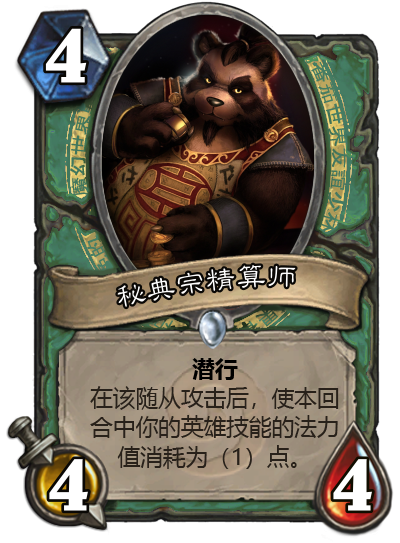 4
秘典宗精算师
潜行
在该随从攻击后，使本回
合中你的英雄技能的法力
值消耗为（1）点。
4
4